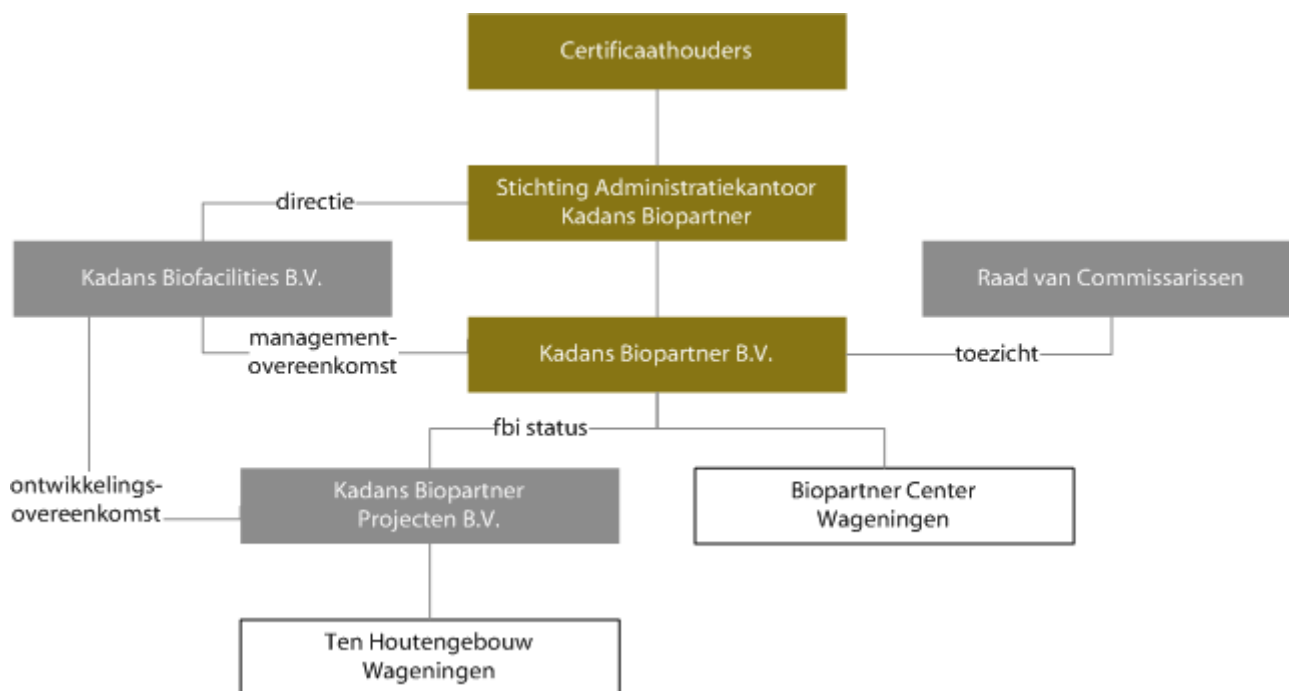 Certificaathouders
Stichting Administratiekantoor
Kadans Biopartner
directie
Kadans Biofacilities B.V.
Raad van Commissarissen
management-
overeenkomst
Kadans Biopartner B.V.
toezicht
fbi status
ontwikkelings-
overeenkomst
Kadans Biopartner
Projecten B.V.
Biopartner Center
Wageningen
Ten Houtengebouw
Wageningen